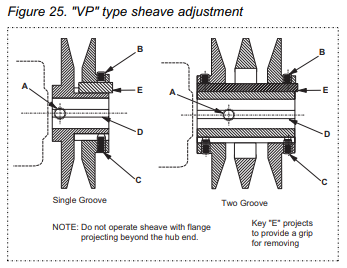 Figure 25. "VP" type sheave adjustment
B
A
E
D
C
Single Groove
B
A
E
D
C
Two Groove
NOTE: Do not operate sheave with flange
projecting beyond the hub end.
Key "E" projects
to provide a grip
for removing